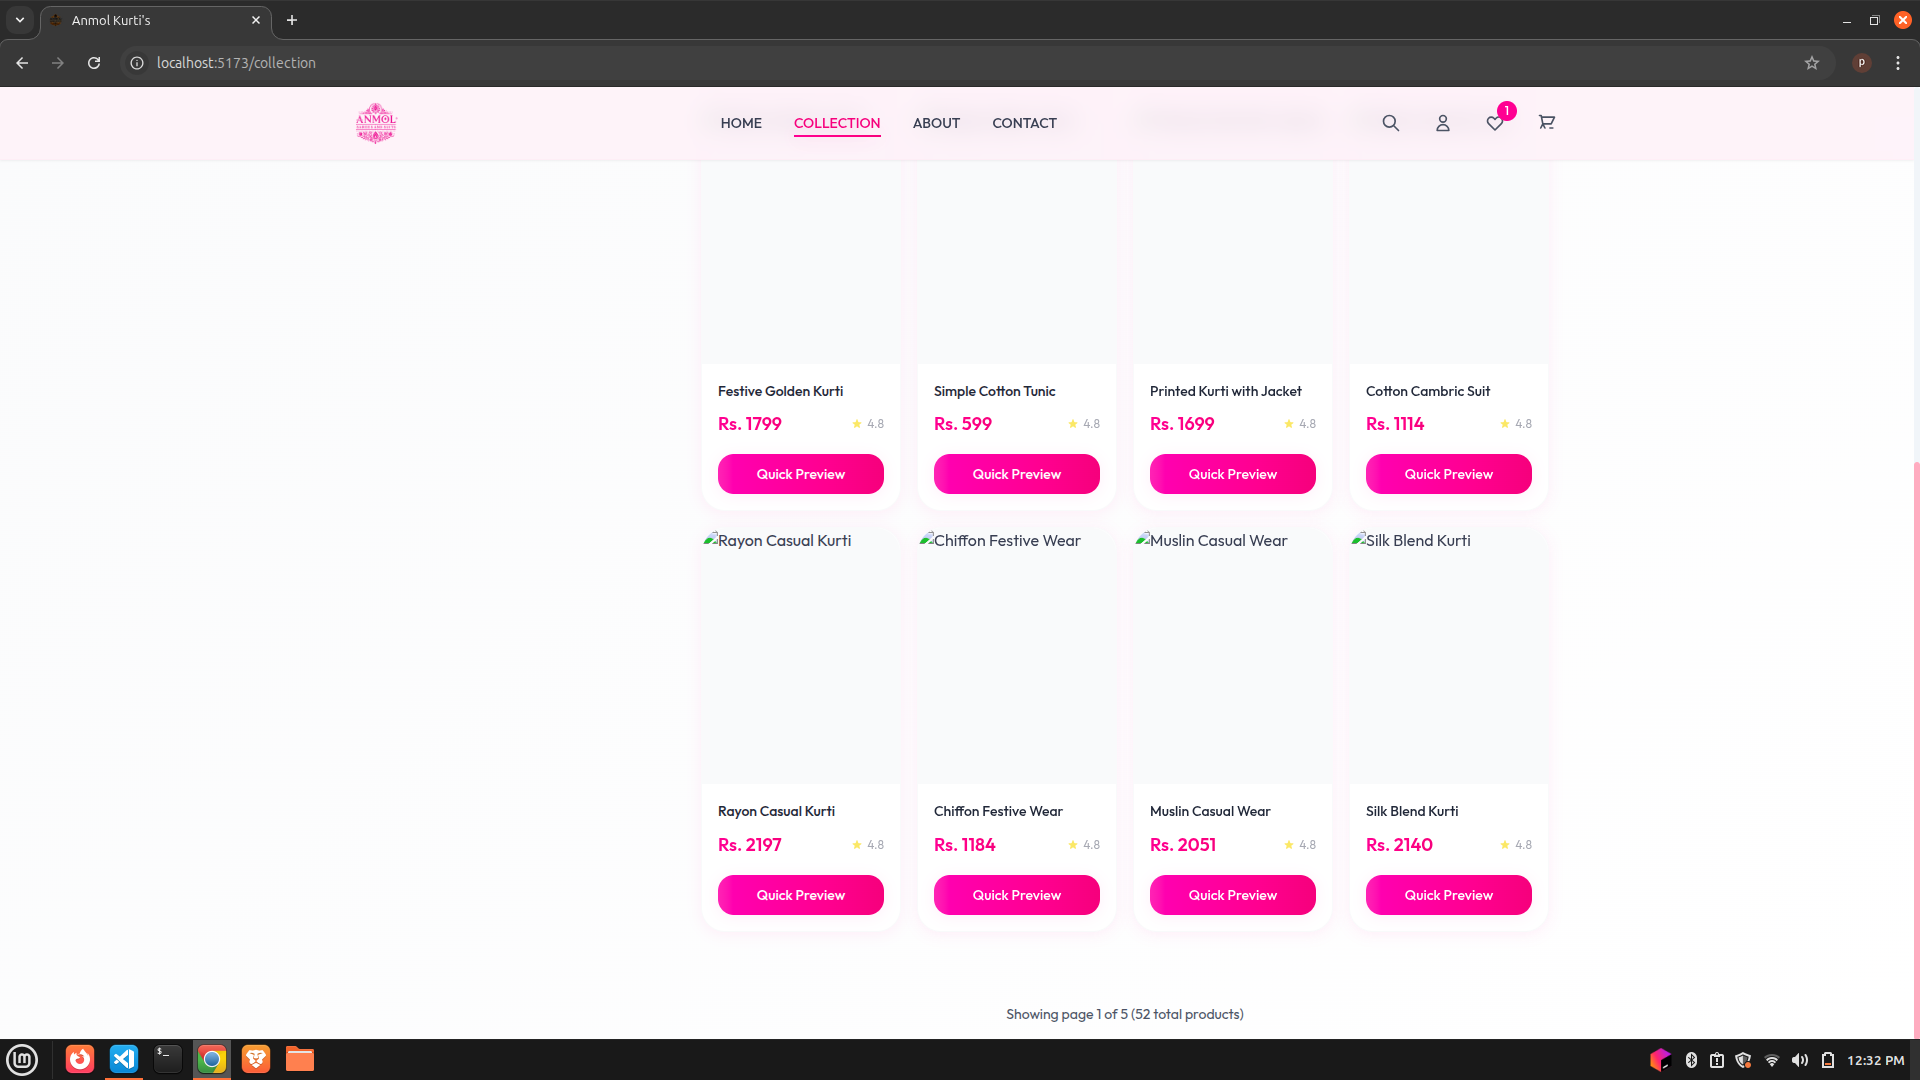 Anmol Kurti's
localhost:5173/collection
P
ANMOL
HOME COLLECTION ABOUT CONTACT
1
Festive Golden Kurti
Rs. 1799 4.8
Quick Preview
Simple Cotton Tunic
Rs. 599 4.8
Quick Preview
Printed Kurti with Jacket
Rs. 1699 4.8
Quick Preview
Cotton Cambric Suit
Rs. 1114 4.8
Quick Preview
Rayon Casual Kurti
Rayon Casual Kurti
Rs. 2197 4.8
Quick Preview
Chiffon Festive Wear
Chiffon Festive Wear
Rs. 1184 4.8
Quick Preview
Muslin Casual Wear
Muslin Casual Wear
Rs. 2051 4.8
Quick Preview
Silk Blend Kurti
Silk Blend Kurti
Rs. 2140 4.8
Quick Preview
Showing page 1 of 5 (52 total products)
12:32 PM